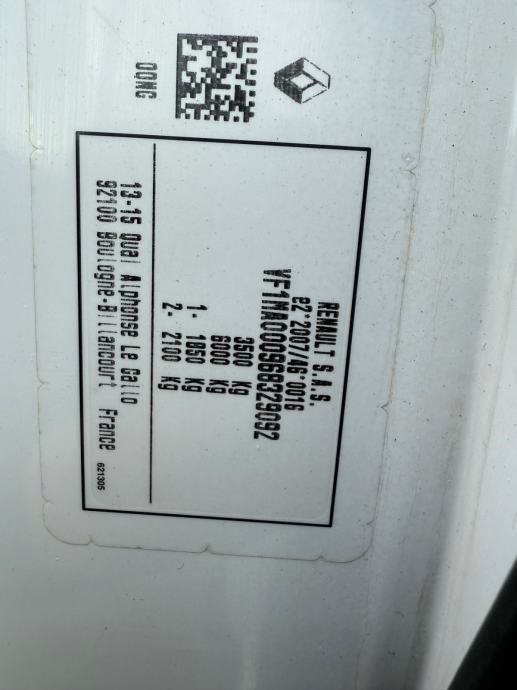 QQNG
RENAULT S.A.S.
e2*2007/46*0016
VF1MA000968329092
3500 Kg
6000 Kg
1- 1850 Kg
2- 2100 Kg
13-15 Quai Alphonse Le Gallo
92100 Boulogne-Billancourt France
621305